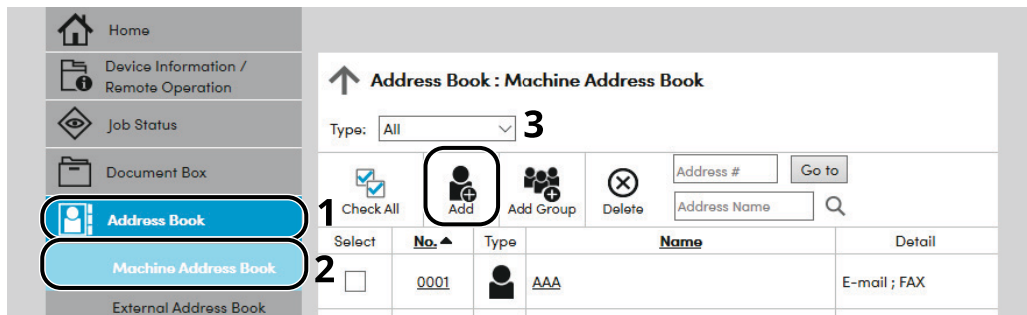 Home
Device Information /
Remote Operation
Job Status
Document Box
Address Book 1
Machine Address Book 2
External Address Book
Address Book : Machine Address Book
Type: All 3
Check All Add Add Group Delete Address # Go to
Address Name
Select No. Type Name Detail
0001 AAA E-mail ; FAX